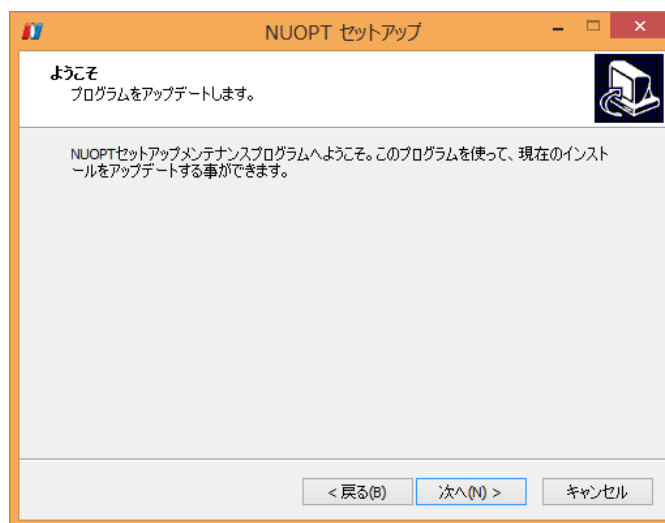 NUOPT セットアップ
ようこそ
プログラムをアップデートします。
NUOPTセットアップメンテナンスプログラムへようこそ。このプログラムを使って、現在のインスト
ールをアップデートする事ができます。
< 戻る(B)
次へ(N) >
キャンセル